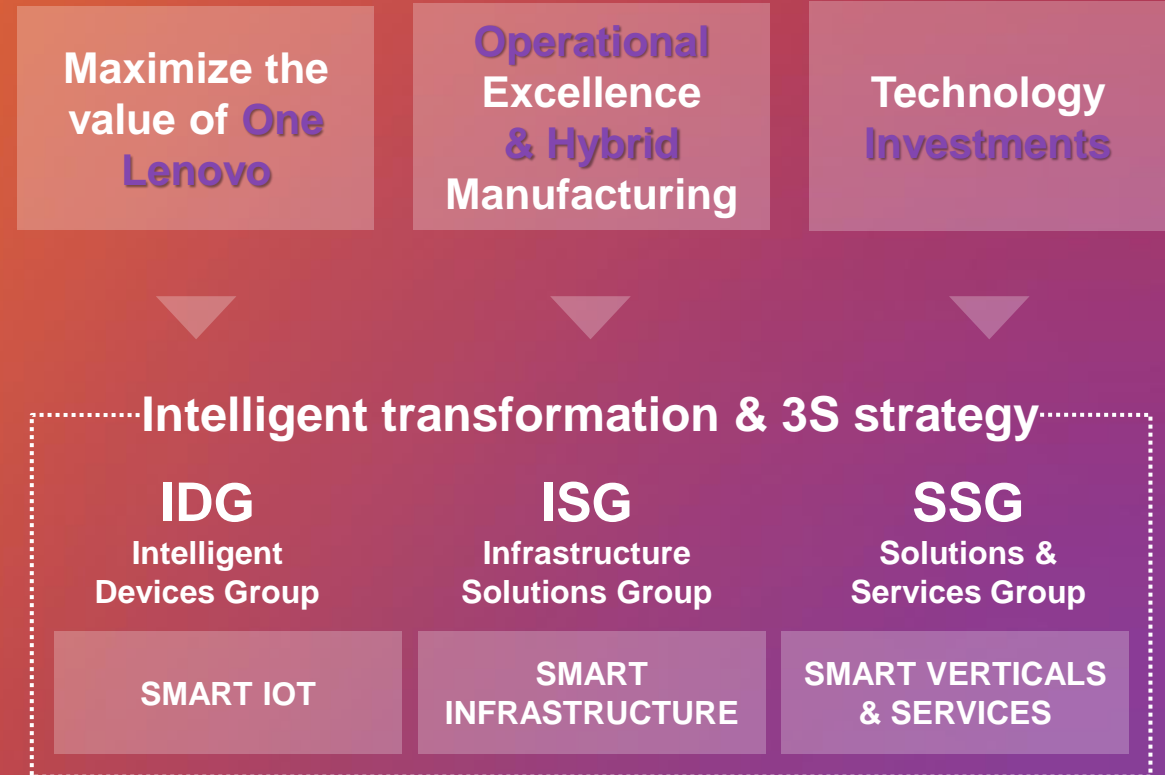 Maximize the
value of One
Lenovo
Operational
Excellence
& Hybrid
Manufacturing
Technology
Investments
Intelligent transformation & 3S strategy
IDG
Intelligent
Devices Group
SMART IOT
ISG
Infrastructure
Solutions Group
SMART
INFRASTRUCTURE
SSG
Solutions &
Services Group
SMART VERTICALS
& SERVICES